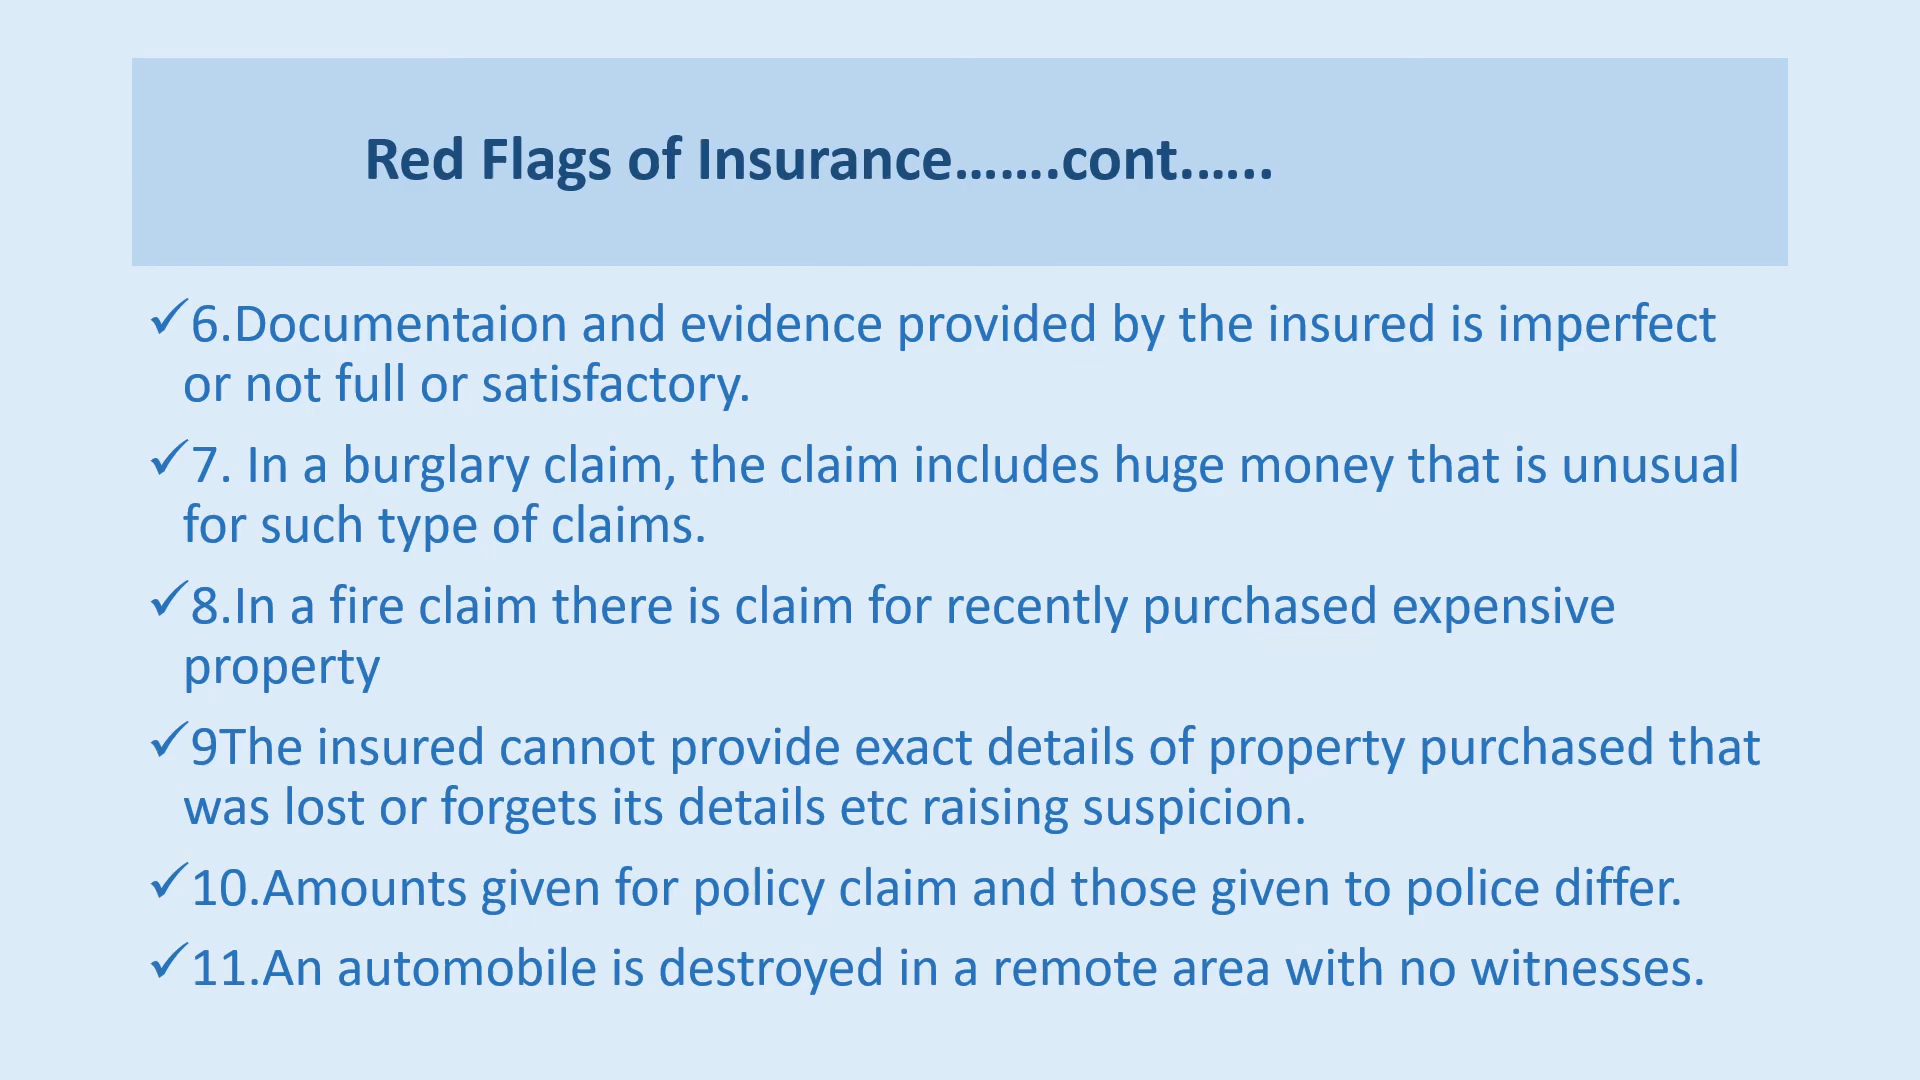 Red Flags of Insurance…….cont……
✓6.Documentaion and evidence provided by the insured is imperfect
or not full or satisfactory.
✓7. In a burglary claim, the claim includes huge money that is unusual
for such type of claims.
✓8.In a fire claim there is claim for recently purchased expensive
property
✓9The insured cannot provide exact details of property purchased that
was lost or forgets its details etc raising suspicion.
✓10.Amounts given for policy claim and those given to police differ.
✓11.An automobile is destroyed in a remote area with no witnesses.